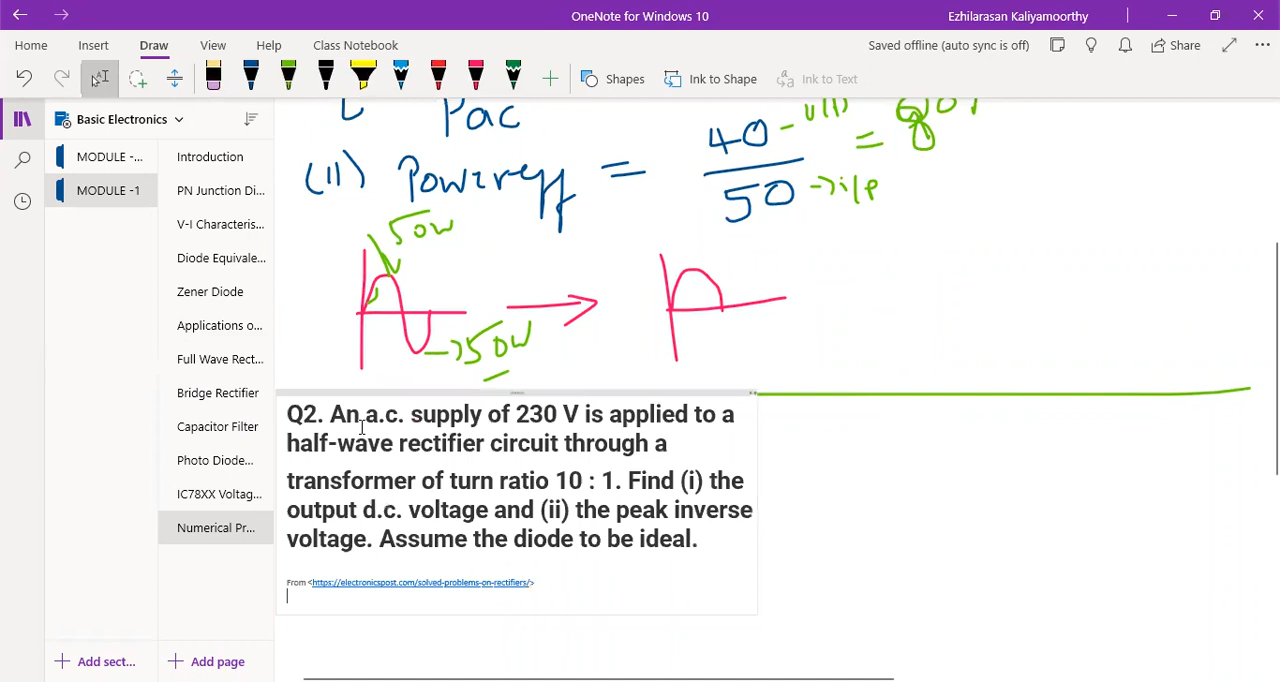 OneNote for Windows 10
Ezhilarasan Kaliyamoorthy
Home Insert Draw View Help Class Notebook
Saved offline (auto sync is off) Share
Shapes Ink to Shape Ink to Text
Basic Electronics
MODULE -...
MODULE -1
Introduction
PN Junction Di...
V-I Characteris...
Diode Equivale...
Zener Diode
Applications o...
Full Wave Rect...
Bridge Rectifier
Capacitor Filter
Photo Diode...
IC78XX Voltag...
Numerical Pr...
Add sect...
Add page
Pac
(ii) Power eff = 40 / 50
50W
50W
Q2. An a.c. supply of 230 V is applied to a
half-wave rectifier circuit through a
transformer of turn ratio 10 : 1. Find (i) the
output d.c. voltage and (ii) the peak inverse
voltage. Assume the diode to be ideal.
From <https://electronicspost.com/solved-problems-on-rectifiers/>